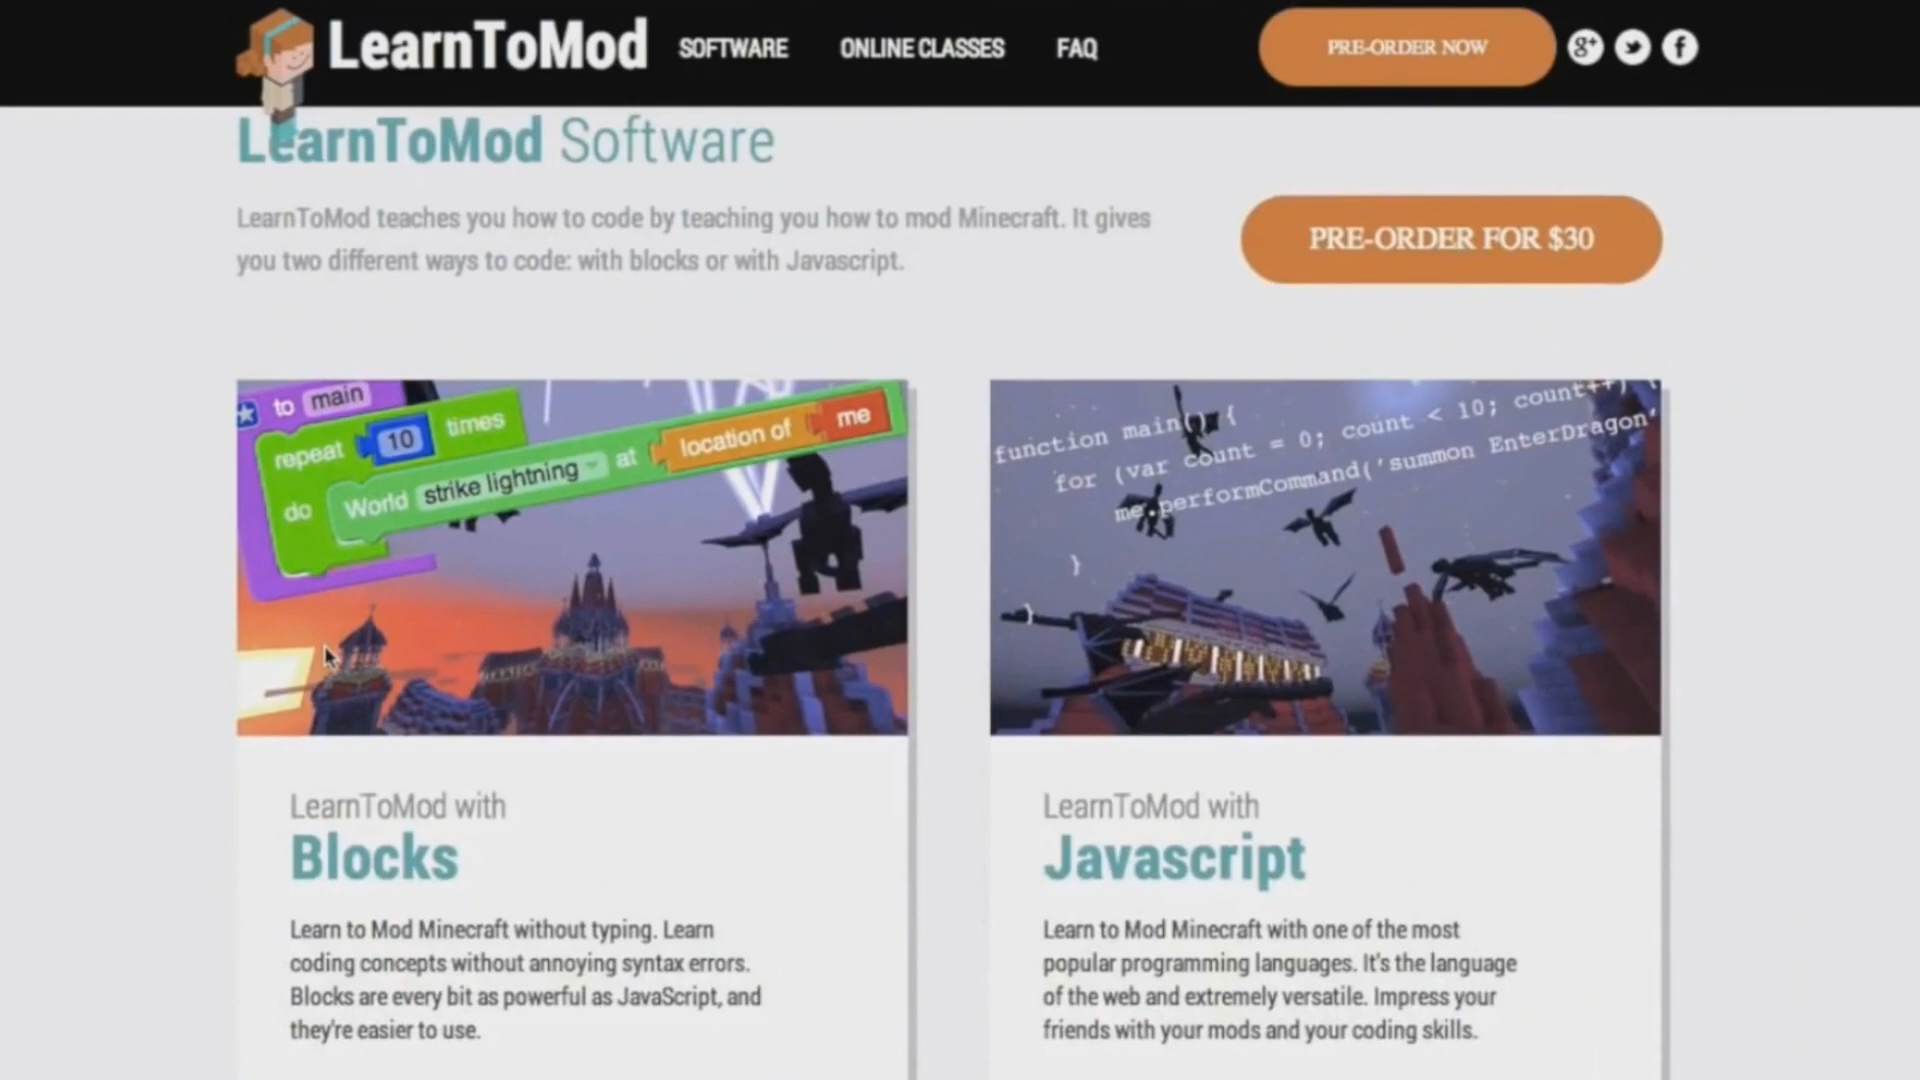 LearnToMod SOFTWARE ONLINE CLASSES FAQ PRE-ORDER NOW g+ f
LearnToMod Software
LearnToMod teaches you how to code by teaching you how to mod Minecraft. It gives
you two different ways to code: with blocks or with Javascript.
PRE-ORDER FOR $30
to main
repeat 10 times
do World strike lightning at location of me
function main() {
for (var count = 0; count < 10; count++) {
me.performCommand('summon EnterDragon'
}
}
LearnToMod with
Blocks
Learn to Mod Minecraft without typing. Learn
coding concepts without annoying syntax errors.
Blocks are every bit as powerful as JavaScript, and
they're easier to use.
LearnToMod with
Javascript
Learn to Mod Minecraft with one of the most
popular programming languages. It's the language
of the web and extremely versatile. Impress your
friends with your mods and your coding skills.